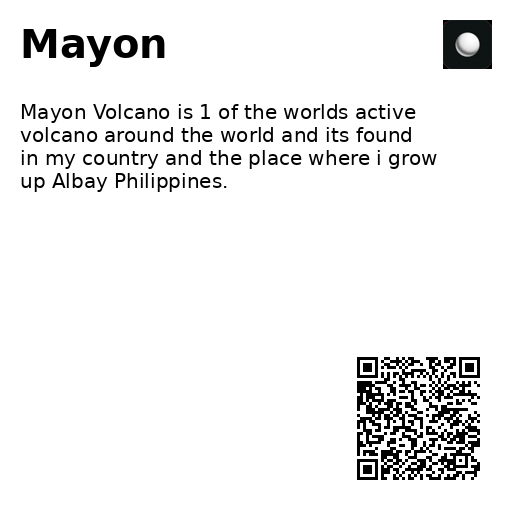 Mayon
Mayon Volcano is 1 of the worlds active
volcano around the world and its found
in my country and the place where i grow
up Albay Philippines.